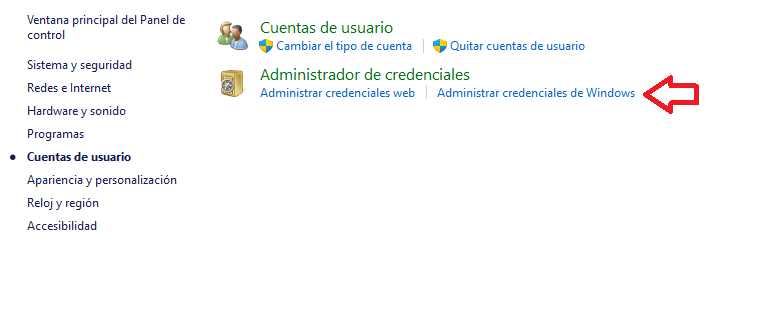 Ventana principal del Panel de
control
Sistema y seguridad
Redes e Internet
Hardware y sonido
Programas
Cuentas de usuario
Apariencia y personalización
Reloj y región
Accesibilidad
Cuentas de usuario
Cambiar el tipo de cuenta
Quitar cuentas de usuario
Administrador de credenciales
Administrar credenciales web
Administrar credenciales de Windows